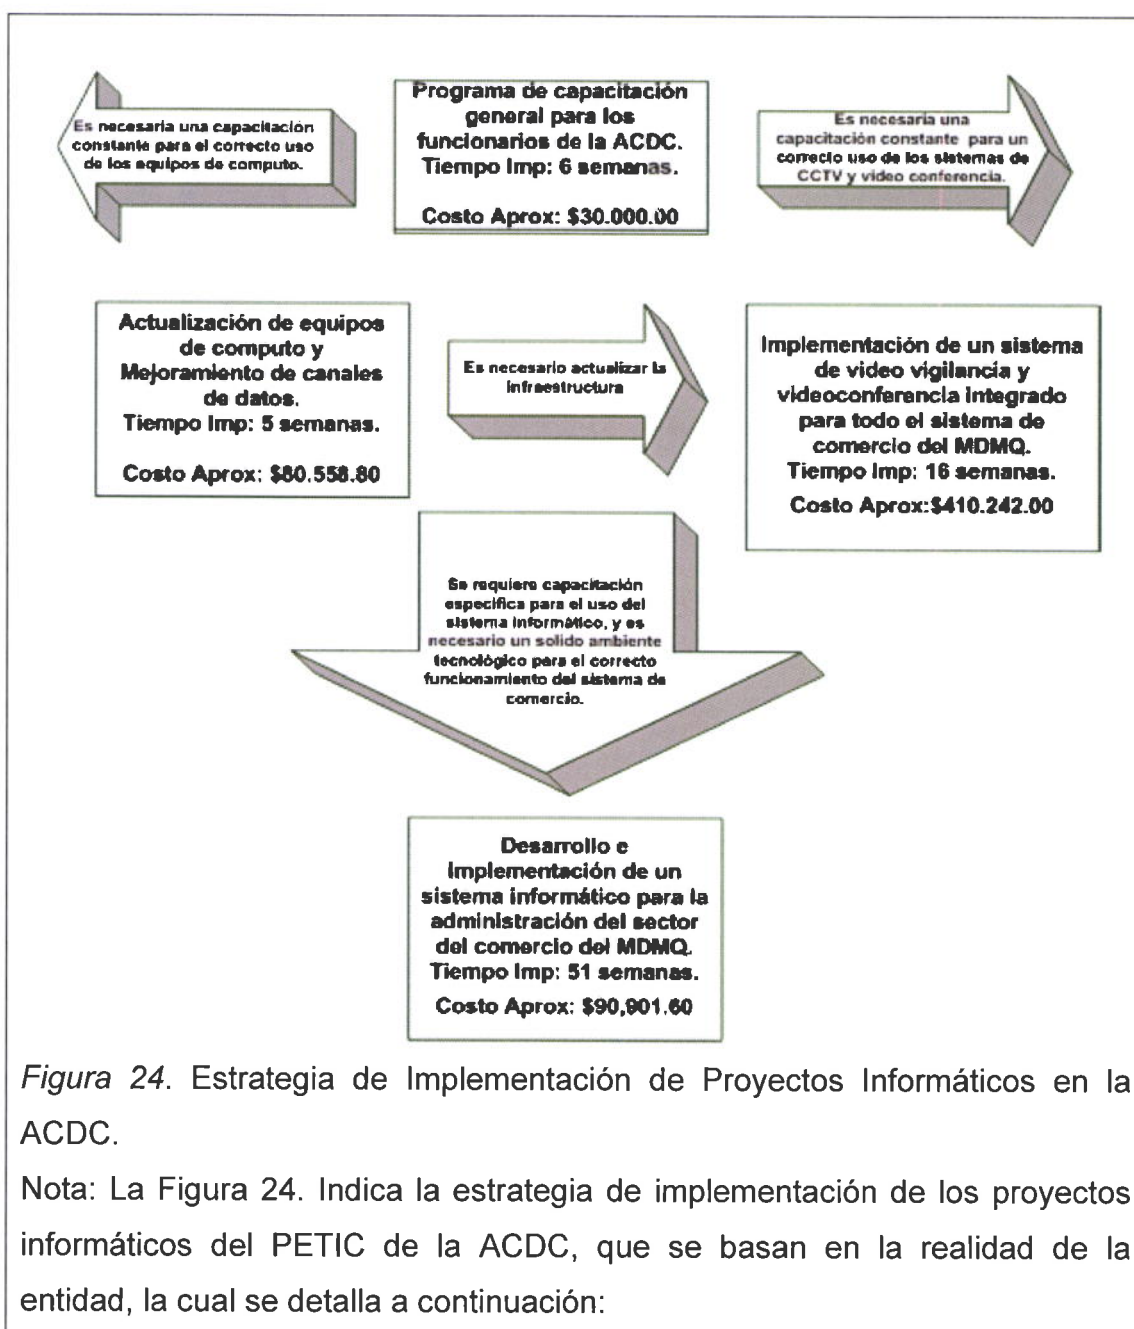 Es necesaria una capacitación
constante para el correcto uso
de los equipos de computo.
Programa de capacitación
general para los
funcionarios de la ACDC.
Tiempo Imp: 6 semanas.
Costo Aprox: $30.000.00
Es necesaria una
capacitación constante para un
correcto uso de los sistemas de
CCTV y video conferencia.
Actualización de equipos
de computo y
Mejoramiento de canales
de datos.
Tiempo Imp: 5 semanas.
Costo Aprox: $80.558.80
Es necesario actualizar la
infraestructura
Implementación de un sistema
de video vigilancia y
videoconferencia integrado
para todo el sistema de
comercio del MDMQ.
Tiempo Imp: 16 semanas.
Costo Aprox:$410.242.00
Se requiere capacitación
especifica para el uso del
sistema informático, y es
necesario un solido ambiente
tecnológico para el correcto
funcionamiento del sistema de
comercio.
Desarrollo e
Implementación de un
sistema informático para la
administración del sector
del comercio del MDMQ.
Tiempo Imp: 51 semanas.
Costo Aprox: $90,901.60
Figura 24. Estrategia de Implementación de Proyectos Informáticos en la
ACDC.
Nota: La Figura 24. Indica la estrategia de implementación de los proyectos
informáticos del PETIC de la ACDC, que se basan en la realidad de la
entidad, la cual se detalla a continuación: